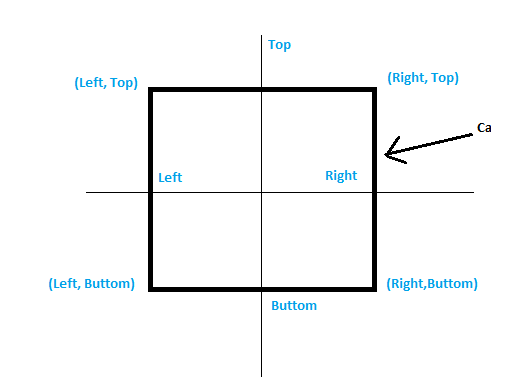 Top
(Left, Top)
(Right, Top)
Ca
Left
Right
(Left, Buttom)
(Right,Buttom)
Buttom